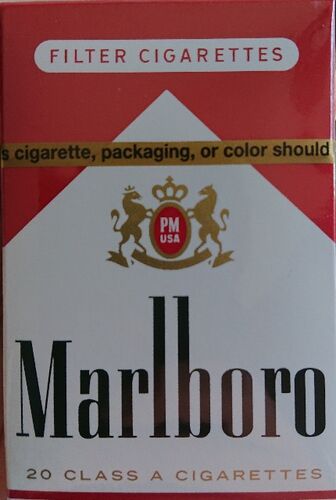 FILTER CIGARETTES
s cigarette, packaging, or color should
PM
USA
Marlboro
20 CLASS A CIGARETTES